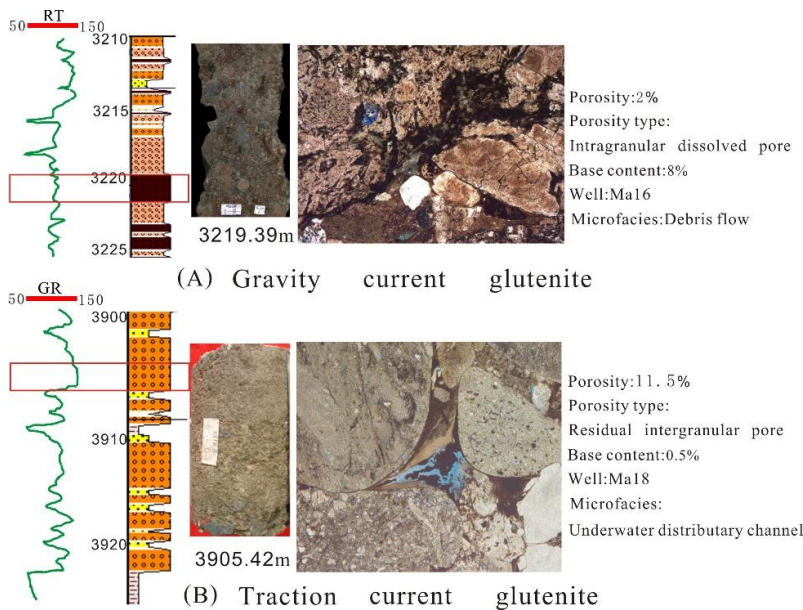 RT
50 150
3210
3215
3220
3225
3219.39m
Porosity:2%
Porosity type:
Intragranular dissolved pore
Base content:8%
Well:Ma16
Microfacies:Debris flow
(A) Gravity current glutenite
GR
50 150
3900
3910
3920
3905.42m
Porosity:11.5%
Porosity type:
Residual intergranular pore
Base content:0.5%
Well:Ma18
Microfacies:
Underwater distributary channel
(B) Traction current glutenite